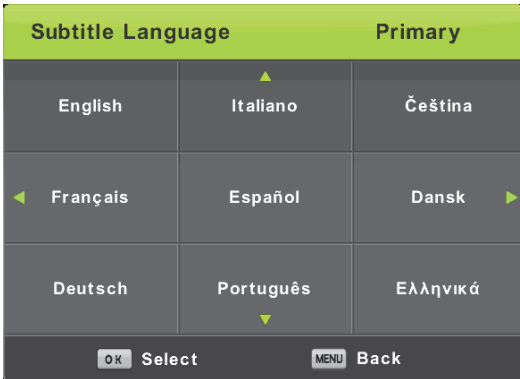 Subtitle Language Primary
English Italiano Čeština
Français Español Dansk
Deutsch Português Ελληνικά
OK Select MENU Back